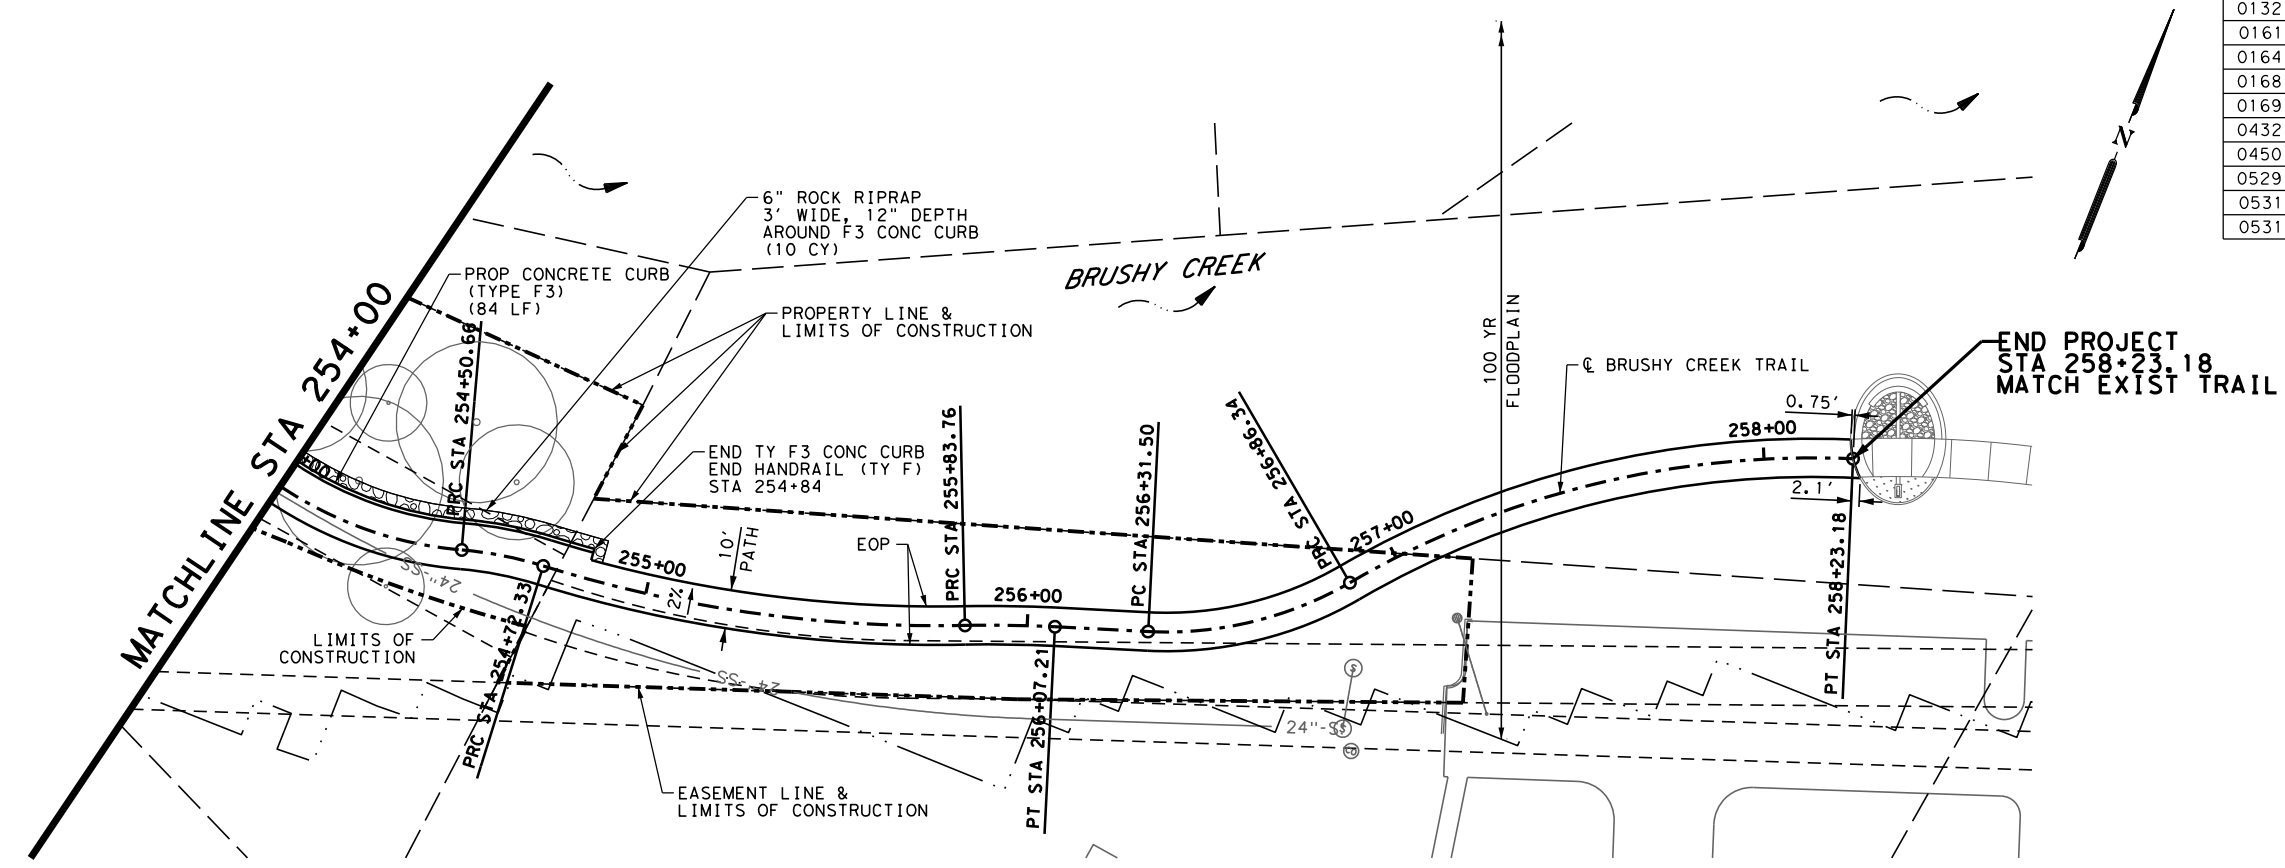 0132
0161
0164
0168
0169
0432
0450
0529
0531
0531
N
6" ROCK RIPRAP
3' WIDE, 12" DEPTH
AROUND F3 CONC CURB
(10 CY)
PROP CONCRETE CURB
(TYPE F3)
(84 LF)
PROPERTY LINE &
LIMITS OF CONSTRUCTION
BRUSHY CREEK
100 YR
FLOODPLAIN
END PROJECT
STA 258+23.18
MATCH EXIST TRAIL
℄ BRUSHY CREEK TRAIL
0.75'
258+00
2.1'
MATCHLINE STA 254+00
PRC STA 254+50.66
END TY F3 CONC CURB
END HANDRAIL (TY F)
STA 254+84
PRC STA 255+83.76
PC STA 256+31.50
PRC STA 256+86.34
257+00
EOP
10'
PATH
255+00
2%
256+00
24"-SS
LIMITS OF
CONSTRUCTION
PRC STA 254+72.33
24"-SS
PT STA 256+07.21
24"-SS
S
S
CO
PT STA 258+23.18
EASEMENT LINE &
LIMITS OF CONSTRUCTION